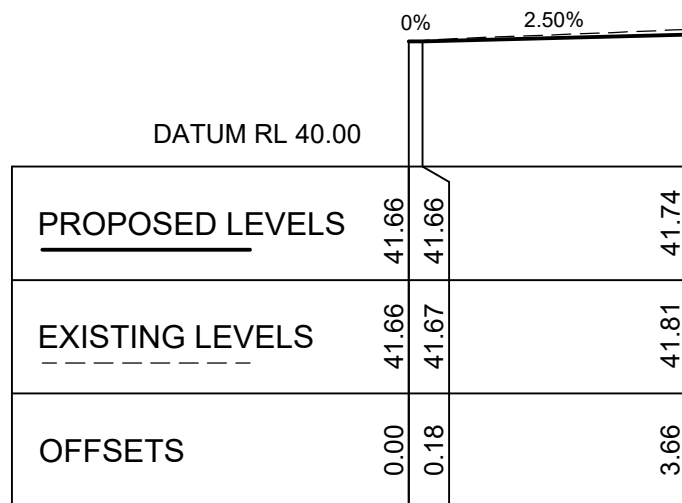 0% 2.50%
DATUM RL 40.00
PROPOSED LEVELS 41.66 41.66 41.74
EXISTING LEVELS 41.66 41.67 41.81
OFFSETS 0.00 0.18 3.66